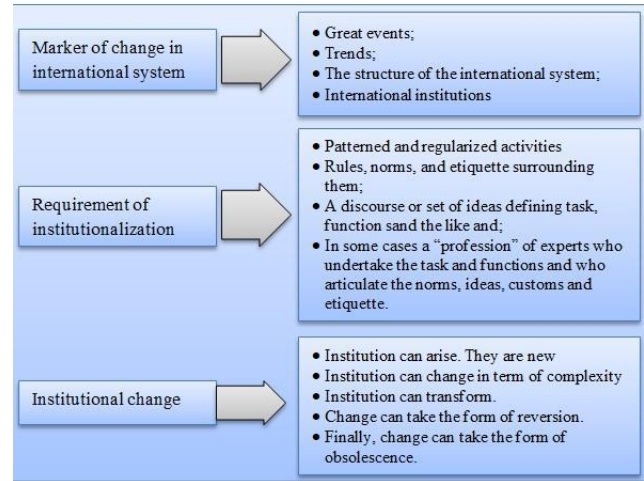 Marker of change in
international system
• Great events;
• Trends;
• The structure of the international system;
• International institutions
Requirement of
institutionalization
• Patterned and regularized activities
• Rules, norms, and etiquette surrounding
them;
• A discourse or set of ideas defining task,
function sand the like and;
• In some cases a “profession” of experts who
undertake the task and functions and who
articulate the norms, ideas, customs and
etiquette.
Institutional change
• Institution can arise. They are new
• Institution can change in term of complexity
• Institution can transform.
• Change can take the form of reversion.
• Finally, change can take the form of
obsolescence.